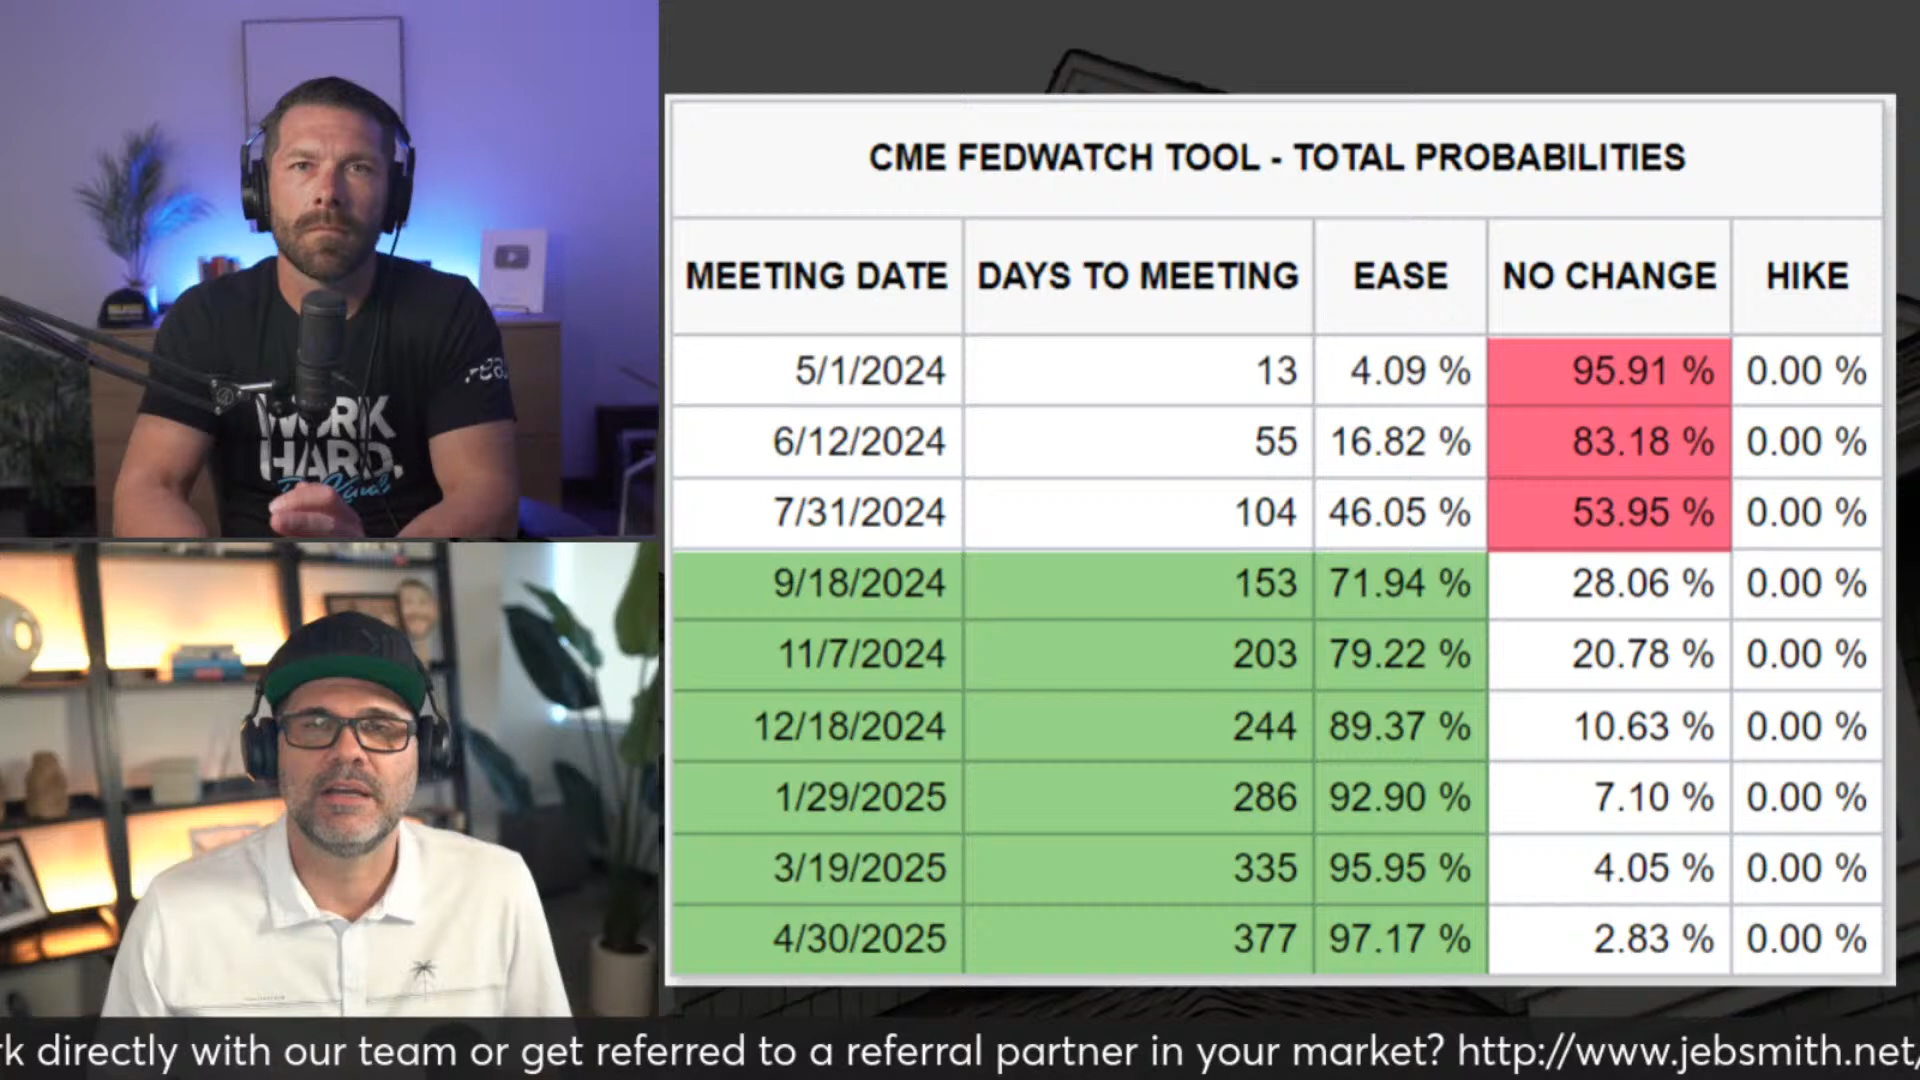 WORK
HARD.
CME FEDWATCH TOOL - TOTAL PROBABILITIES
MEETING DATE DAYS TO MEETING EASE NO CHANGE HIKE
5/1/2024 13 4.09 % 95.91 % 0.00 %
6/12/2024 55 16.82 % 83.18 % 0.00 %
7/31/2024 104 46.05 % 53.95 % 0.00 %
9/18/2024 153 71.94 % 28.06 % 0.00 %
11/7/2024 203 79.22 % 20.78 % 0.00 %
12/18/2024 244 89.37 % 10.63 % 0.00 %
1/29/2025 286 92.90 % 7.10 % 0.00 %
3/19/2025 335 95.95 % 4.05 % 0.00 %
4/30/2025 377 97.17 % 2.83 % 0.00 %
k directly with our team or get referred to a referral partner in your market? http://www.jebsmith.net/